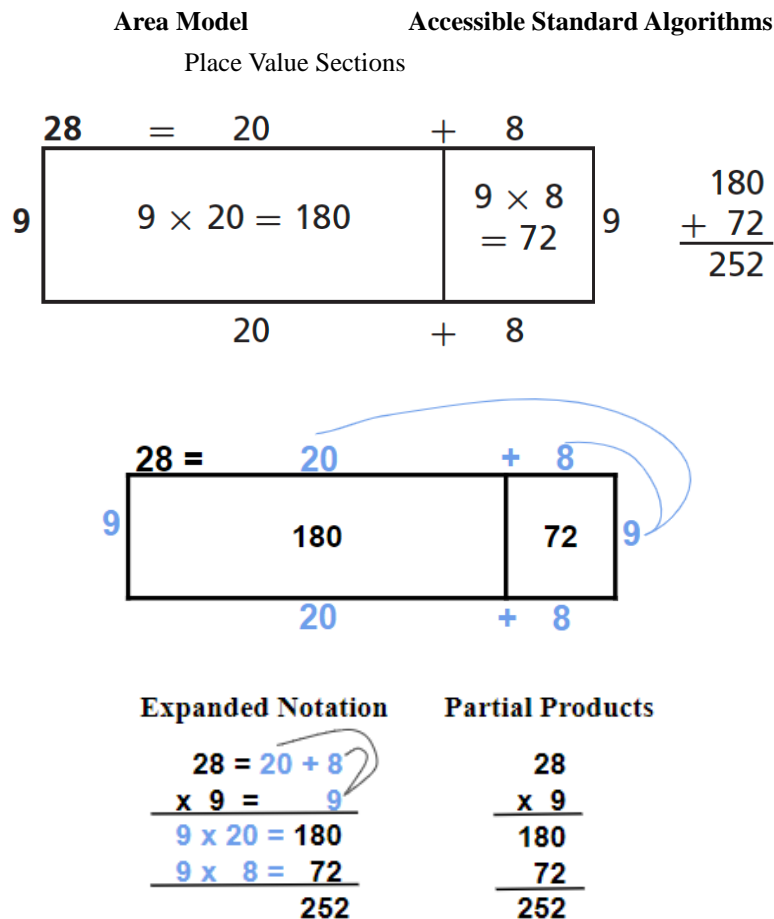 Area Model Accessible Standard Algorithms
Place Value Sections
28 = 20 + 8
9 9 × 20 = 180 9 × 8 = 72 9
180
+ 72
252
20 + 8
28 = 20 + 8
9 180 72 9
20 + 8
Expanded Notation
28 = 20 + 8
x 9 = 9
9 x 20 = 180
9 x 8 = 72
252
Partial Products
28
x 9
180
72
252